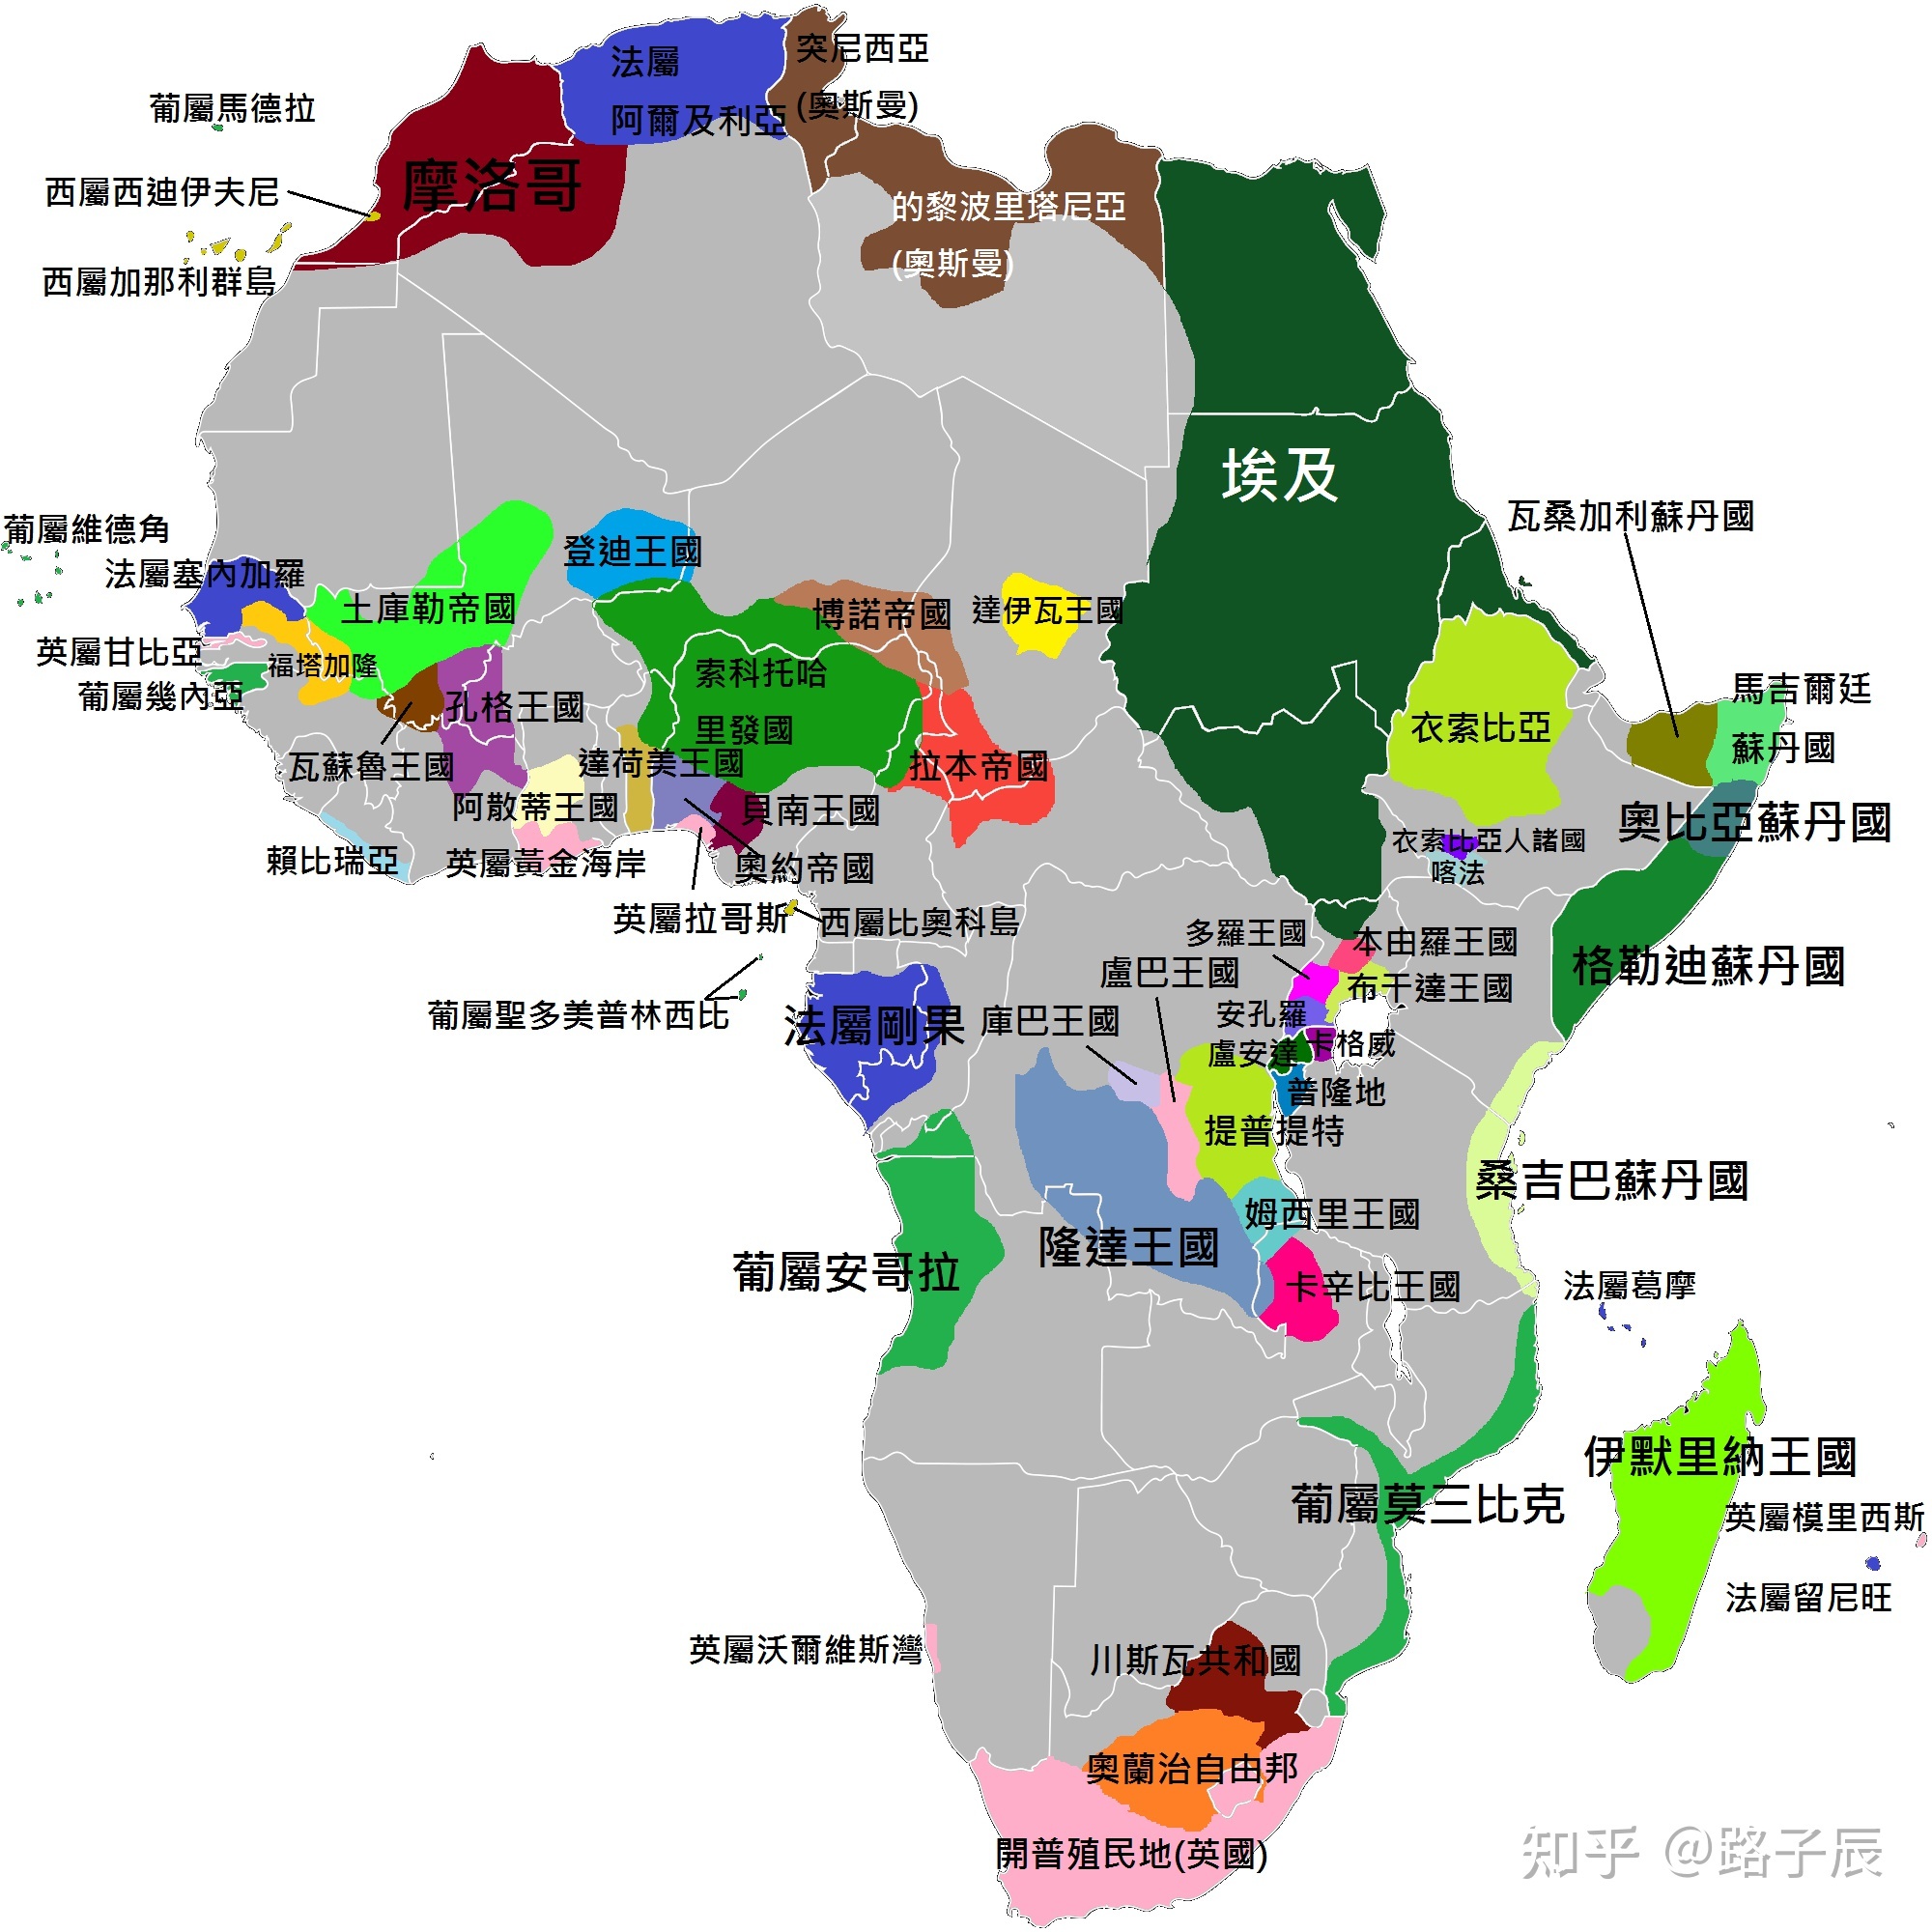 法屬
阿爾及利亞
突尼西亞
(奧斯曼)
葡屬馬德拉
摩洛哥
西屬西迪伊夫尼
西屬加那利群島
的黎波里塔尼亞
(奧斯曼)
埃及
葡屬維德角
法屬塞內加羅
土庫勒帝國
登迪王國
博諾帝國
達伊瓦王國
瓦桑加利蘇丹國
英屬甘比亞
福塔加隆
葡屬幾內亞
孔格王國
索科托哈
里發國
瓦蘇魯王國
達荷美王國
拉本帝國
衣索比亞
馬吉爾廷
蘇丹國
阿散蒂王國
貝南王國
奧比亞蘇丹國
賴比瑞亞
英屬黃金海岸
奧約帝國
衣索比亞人諸國
喀法
英屬拉哥斯
西屬比奧科島
多羅王國
本由羅王國
盧巴王國
布干達王國
格勒迪蘇丹國
葡屬聖多美普林西比
法屬剛果
庫巴王國
安孔羅
盧安達
卡格威
普隆地
提普提特
桑吉巴蘇丹國
姆西里王國
隆達王國
葡屬安哥拉
卡辛比王國
法屬葛摩
伊默里納王國
葡屬莫三比克
英屬模里西斯
法屬留尼旺
英屬沃爾維斯灣
川斯瓦共和國
奧蘭治自由邦
開普殖民地(英國)
知乎 @路子辰